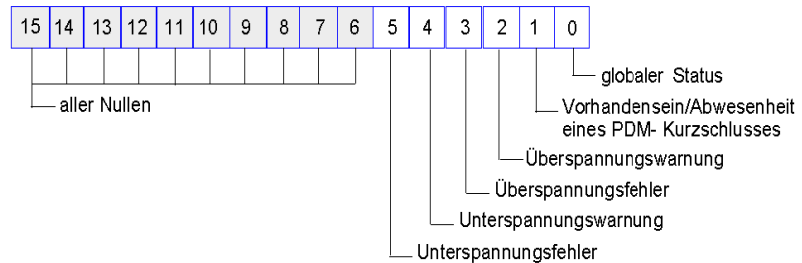 15 14 13 12 11 10 9 8 7 6 5 4 3 2 1 0
globaler Status
aller Nullen
Vorhandensein/Abwesenheit
eines PDM- Kurzschlusses
Überspannungswarnung
Überspannungsfehler
Unterspannungswarnung
Unterspannungsfehler